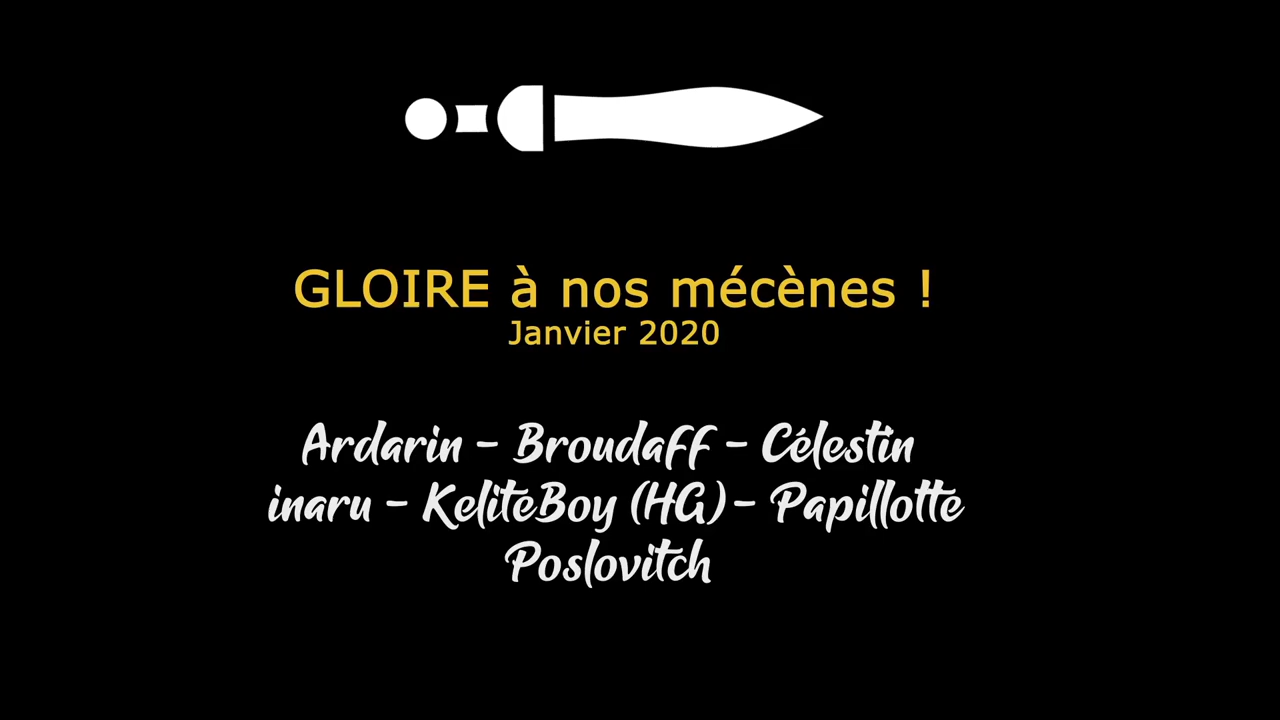 GLOIRE à nos mécènes !
Janvier 2020
Ardarin - Broudaff - Célestin
inaru - KeliteBoy (HG) - Papillotte
Poslovitch